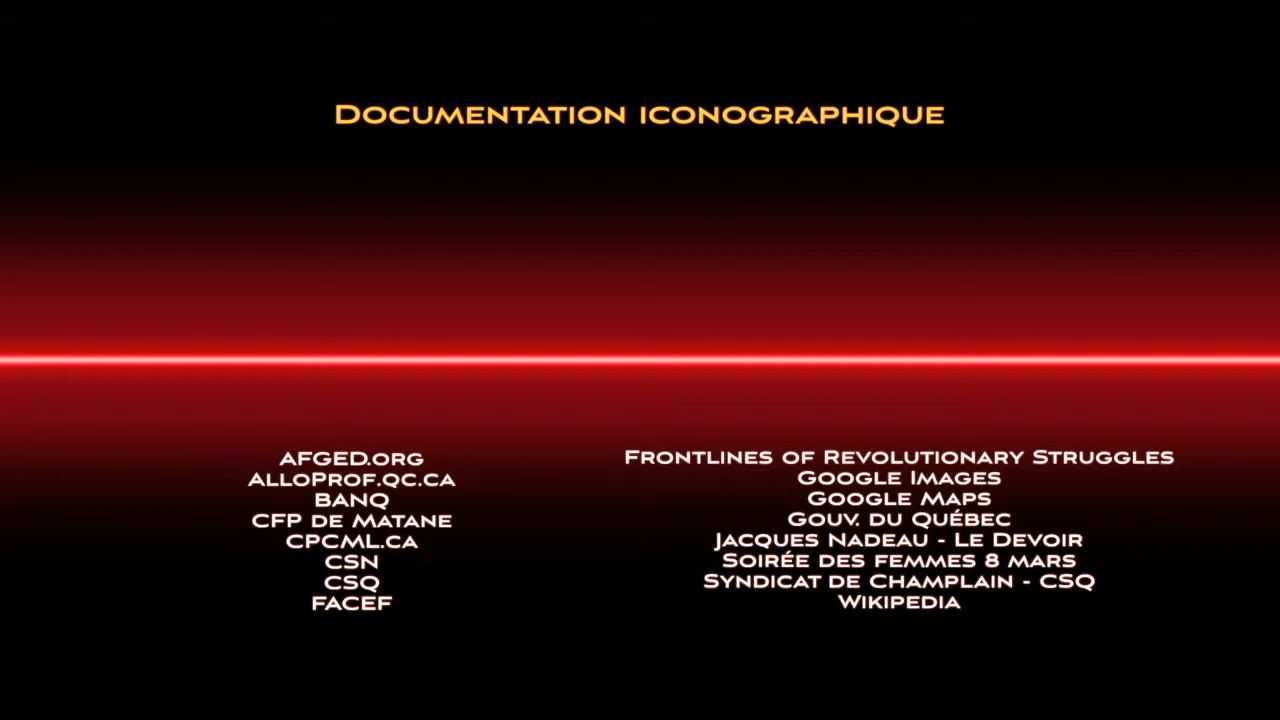 Documentation iconographique
AFGED.org
AlloProf.qc.ca
BANQ
CFP de Matane
CPCML.ca
CSN
CSQ
FACEF
Frontlines of Revolutionary Struggles
Google Images
Google Maps
Gouv. du Québec
Jacques Nadeau - Le Devoir
Soirée des femmes 8 mars
Syndicat de Champlain - CSQ
Wikipedia